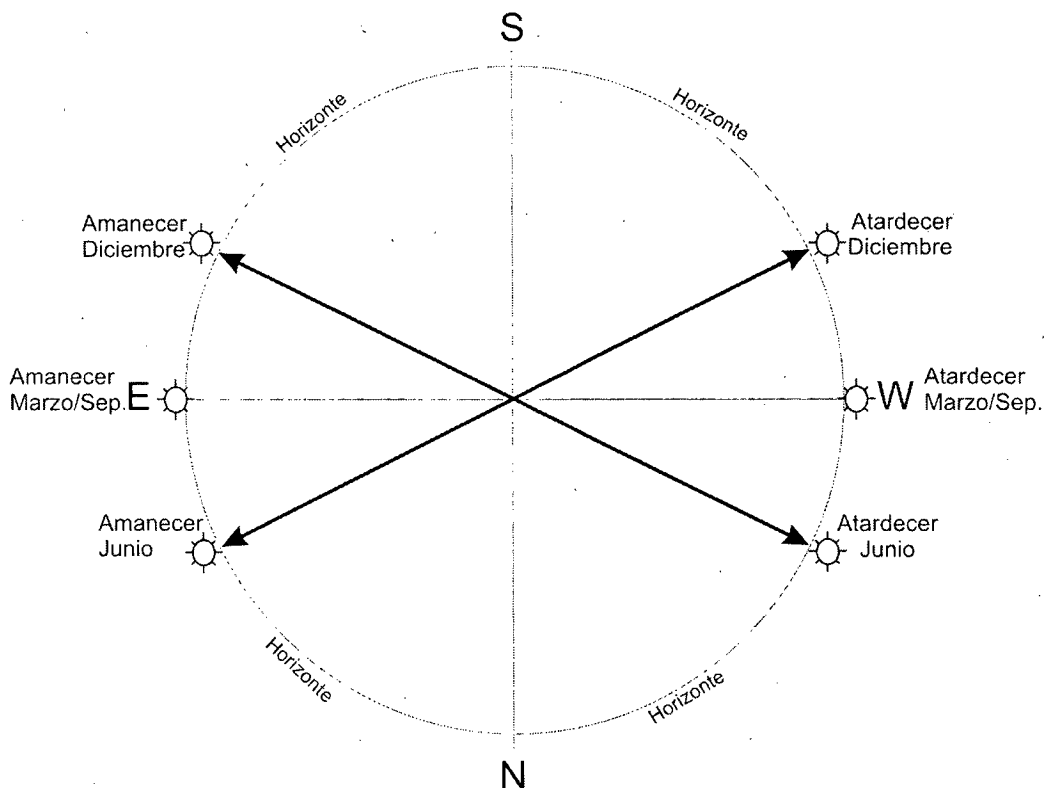 S
Horizonte
Horizonte
Amanecer
Diciembre
Atardecer
Diciembre
Amanecer
Marzo/Sep.
E
W
Atardecer
Marzo/Sep.
Amanecer
Junio
Atardecer
Junio
Horizonte
Horizonte
N